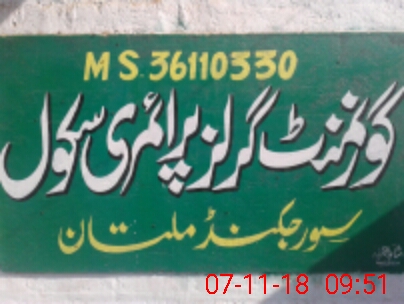 M S 36110330
گورنمنٹ گرلز پرائمری سکول
سورجکنڈ ملتان
07-11-18 09:51